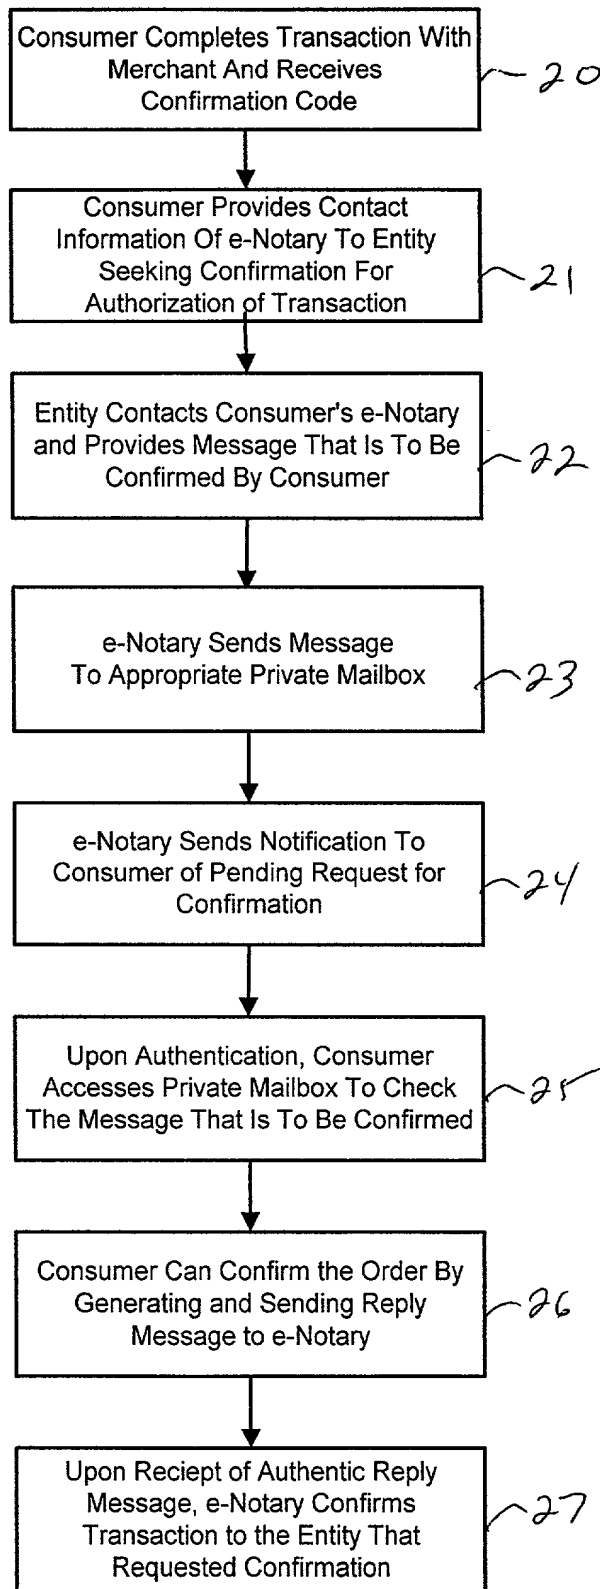 Consumer Completes Transaction With
Merchant And Receives
Confirmation Code
20
Consumer Provides Contact
Information Of e-Notary To Entity
Seeking Confirmation For
Authorization of Transaction
21
Entity Contacts Consumer's e-Notary
and Provides Message That Is To Be
Confirmed By Consumer
22
e-Notary Sends Message
To Appropriate Private Mailbox
23
e-Notary Sends Notification To
Consumer of Pending Request for
Confirmation
24
Upon Authentication, Consumer
Accesses Private Mailbox To Check
The Message That Is To Be Confirmed
25
Consumer Can Confirm the Order By
Generating and Sending Reply
Message to e-Notary
26
Upon Reciept of Authentic Reply
Message, e-Notary Confirms
Transaction to the Entity That
Requested Confirmation
27